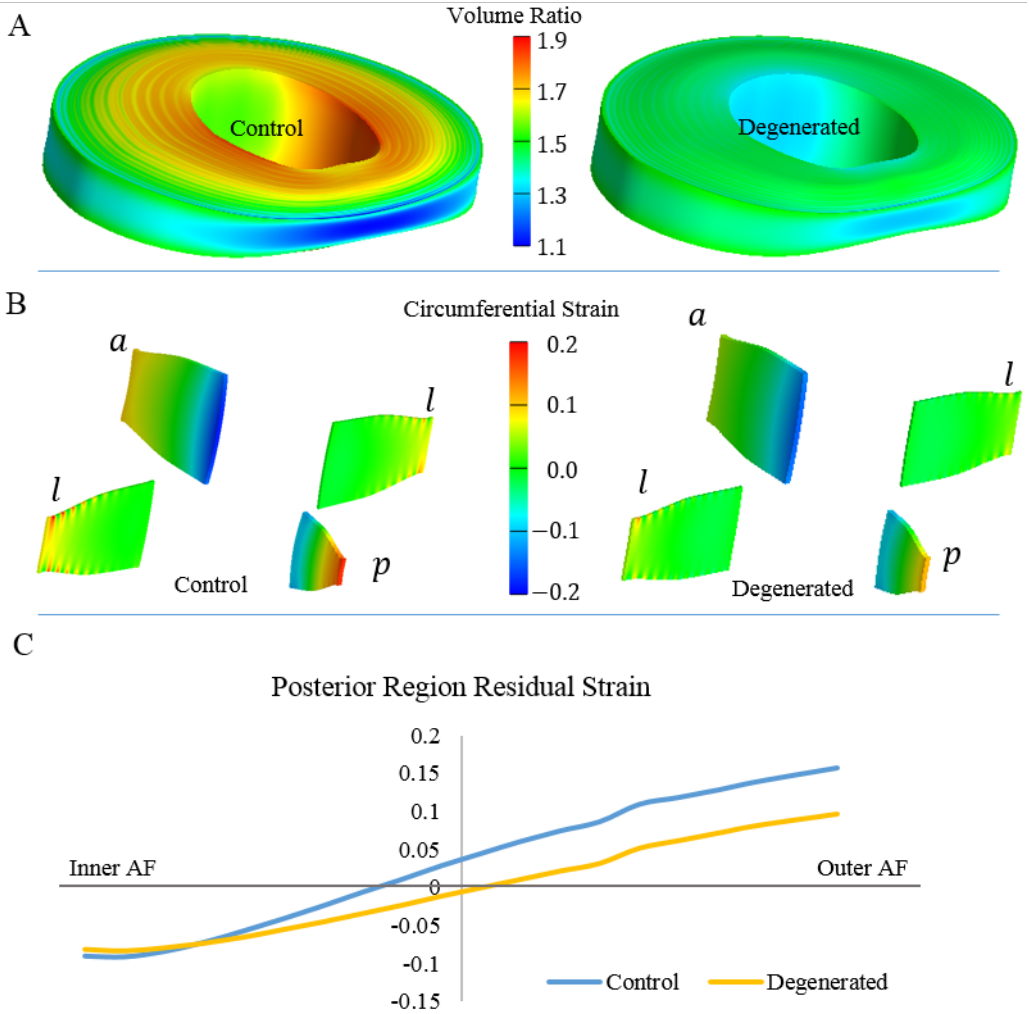 A
Volume Ratio
Control
1.9
1.7
1.5
1.3
1.1
Degenerated
B
Circumferential Strain
a
l
l
p
Control
0.2
0.1
0.0
−0.1
−0.2
a
l
l
p
Degenerated
C
Posterior Region Residual Strain
0.2
0.15
0.1
0.05
0
-0.05
-0.1
-0.15
Inner AF
Outer AF
Control
Degenerated